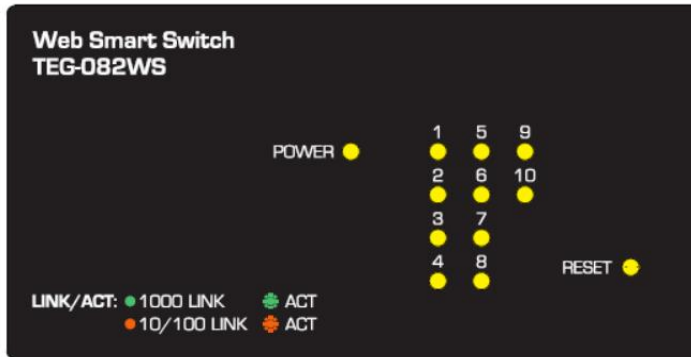 Web Smart Switch
TEG-082WS
1 5 9
POWER
2 6 10
3 7
4 8
RESET
LINK/ACT: 1000 LINK ACT
10/100 LINK ACT